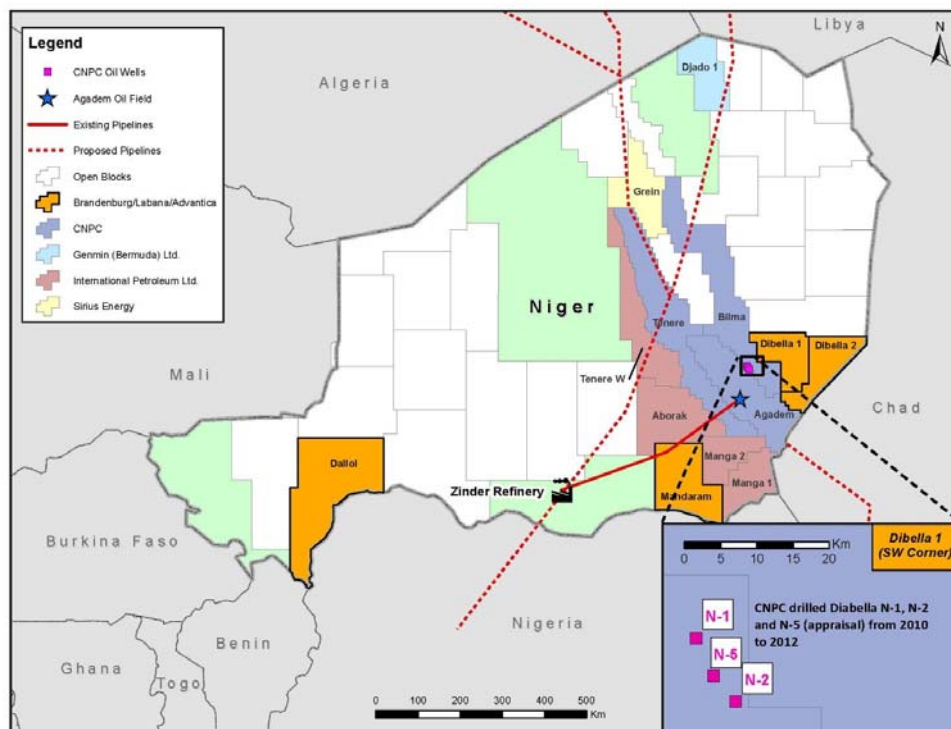 Legend
CNPC Oil Wells
Agadem Oil Field
Existing Pipelines
Proposed Pipelines
Open Blocks
Brandenburg/Labana/Advantica
CNPC
Genmin (Bermuda) Ltd.
International Petroleum Ltd.
Sirius Energy
Libya
N
Algeria
Djado 1
Grein
Niger
Tenere
Bilma
Dibella 1
Dibella 2
Tenere W
Mali
Chad
Agadem
Aborak
Dallol
Manga 2
Zinder Refinery
Manga 1
Mandaram
Burkina Faso
Benin
Nigeria
Ghana
Togo
0 100 200 300 400 500
Km
Km
0 5 10 15 20
Dibella 1
(SW Corner)
CNPC drilled Diabella N-1, N-2
and N-5 (appraisal) from 2010
to 2012
N-1
N-5
N-2